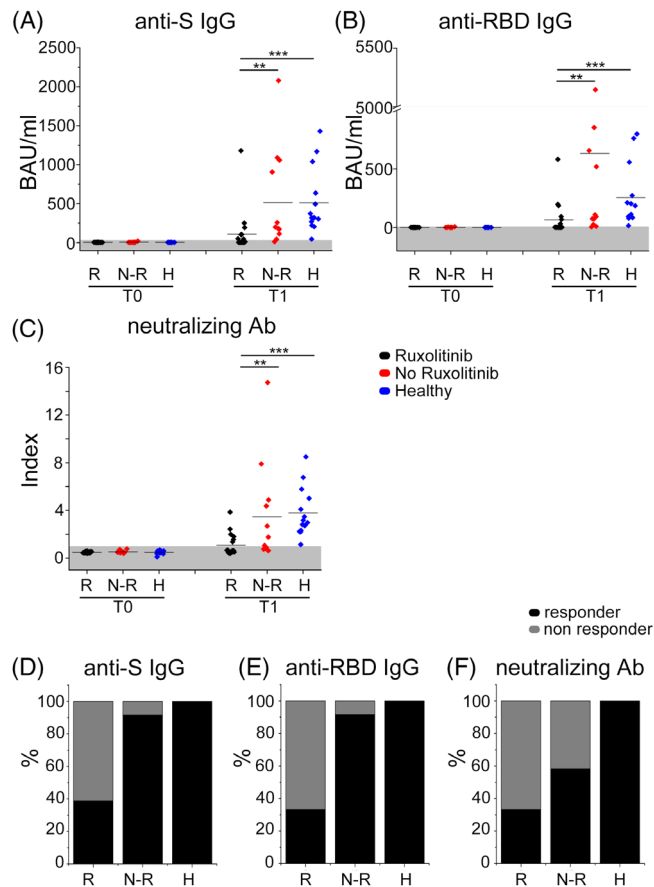 (A) anti-S IgG
BAU/ml
2500
2000
1500
1000
500
0
**
***
R N-R H R N-R H
T0 T1
(B) anti-RBD IgG
BAU/ml
5500
5000
500
0
**
***
R N-R H R N-R H
T0 T1
(C) neutralizing Ab
Index
16
12
8
4
0
**
***
R N-R H R N-R H
T0 T1
Ruxolitinib
No Ruxolitinib
Healthy
responder
non responder
(D) anti-S IgG
%
100
80
60
40
20
0
R N-R H
(E) anti-RBD IgG
%
100
80
60
40
20
0
R N-R H
(F) neutralizing Ab
%
100
80
60
40
20
0
R N-R H